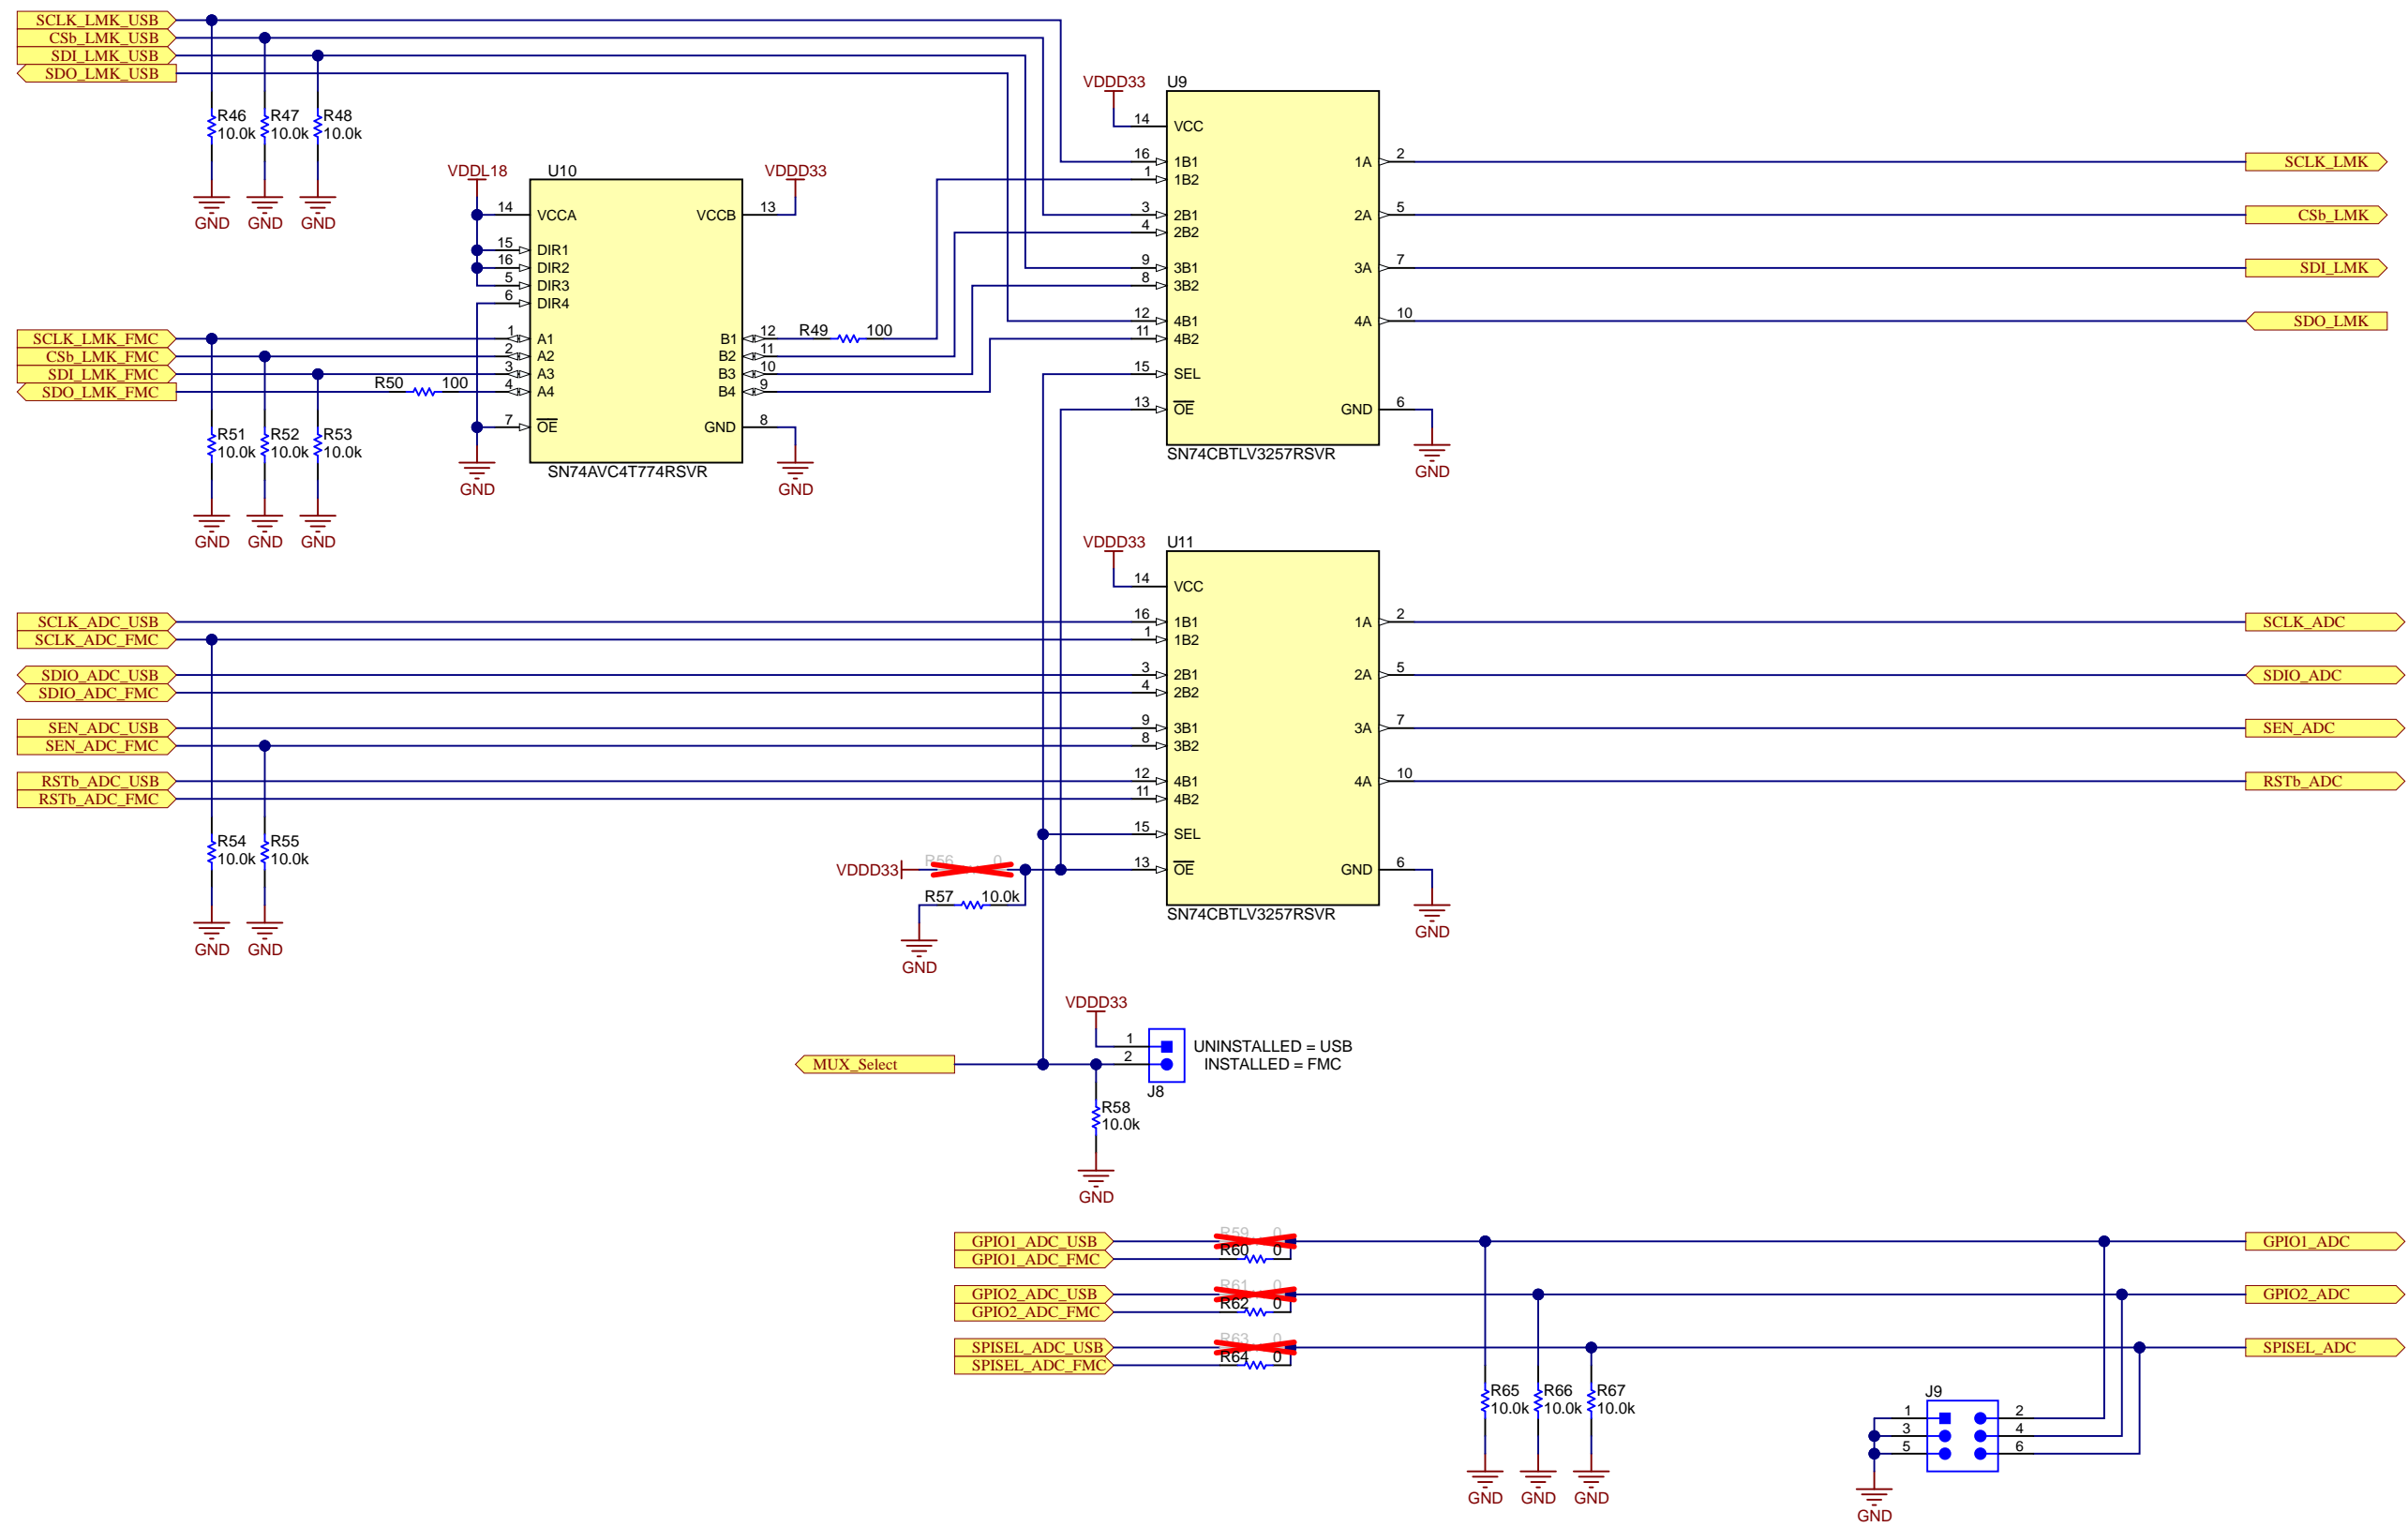 SCLK_LMK_USB
CSb_LMK_USB
SDI_LMK_USB
SDO_LMK_USB
R46
10.0k
R47
10.0k
R48
10.0k
GND
GND
GND
VDDL18
U10
VDDD33
14 VCCA
VCCB 13
15 DIR1
16 DIR2
5 DIR3
6 DIR4
1 A1
2 A2
3 A3
4 A4
B1 12
B2 11
B3 10
B4 9
7 OE
GND 8
SN74AVC4T774RSVR
GND
GND
R49 100
R50 100
SCLK_LMK_FMC
CSb_LMK_FMC
SDI_LMK_FMC
SDO_LMK_FMC
R51
10.0k
R52
10.0k
R53
10.0k
GND
GND
GND
VDDD33
U9
14 VCC
16 1B1
1 1B2
3 2B1
4 2B2
9 3B1
8 3B2
12 4B1
11 4B2
15 SEL
13 OE
1A 2
2A 5
3A 7
4A 10
GND 6
SN74CBTLV3257RSVR
GND
SCLK_LMK
CSb_LMK
SDI_LMK
SDO_LMK
VDDD33
U11
14 VCC
16 1B1
1 1B2
3 2B1
4 2B2
9 3B1
8 3B2
12 4B1
11 4B2
15 SEL
13 OE
1A 2
2A 5
3A 7
4A 10
GND 6
SN74CBTLV3257RSVR
GND
SCLK_ADC_USB
SCLK_ADC_FMC
SDIO_ADC_USB
SDIO_ADC_FMC
SEN_ADC_USB
SEN_ADC_FMC
RSTb_ADC_USB
RSTb_ADC_FMC
SCLK_ADC
SDIO_ADC
SEN_ADC
RSTb_ADC
R54
10.0k
R55
10.0k
GND
GND
VDDD33
R56 0
R57 10.0k
GND
VDDD33
1
2
J8
UNINSTALLED = USB
INSTALLED = FMC
MUX_Select
R58
10.0k
GND
GPIO1_ADC_USB
GPIO1_ADC_FMC
R59 0
R60 0
GPIO1_ADC
GPIO2_ADC_USB
GPIO2_ADC_FMC
R61 0
R62 0
GPIO2_ADC
SPISEL_ADC_USB
SPISEL_ADC_FMC
R63 0
R64 0
SPISEL_ADC
R65
10.0k
R66
10.0k
R67
10.0k
GND
GND
GND
J9
1 2
3 4
5 6
GND